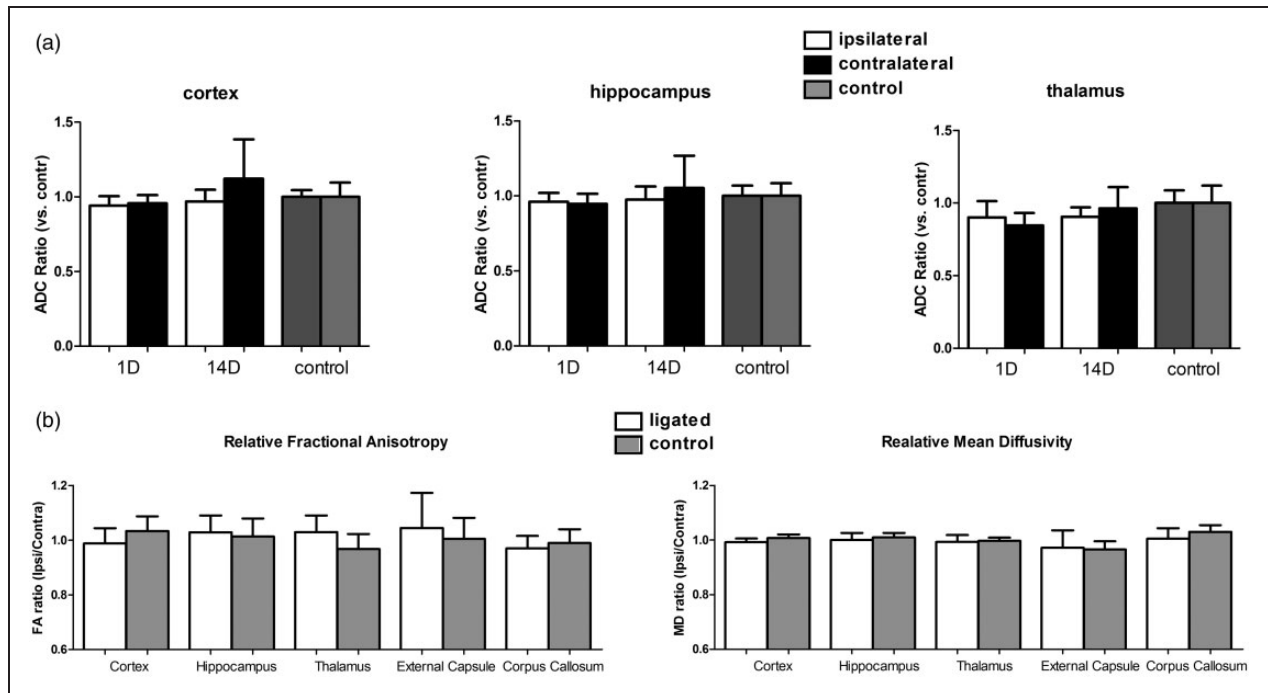 (a)
ipsilateral
contralateral
control
cortex
hippocampus
thalamus
ADC Ratio (vs. contr)
1.5
1.0
0.5
0.0
1D 14D control
ADC Ratio (vs. contr)
1.5
1.0
0.5
0.0
1D 14D control
ADC Ratio (vs. contr)
1.5
1.0
0.5
0.0
1D 14D control
(b)
ligated
control
Relative Fractional Anisotropy
Realative Mean Diffusivity
FA ratio (Ipsi/Contra)
1.2
1.0
0.8
0.6
Cortex Hippocampus Thalamus External Capsule Corpus Callosum
MD ratio (Ipsi/Contra)
1.2
1.0
0.8
0.6
Cortex Hippocampus Thalamus External Capsule Corpus Callosum